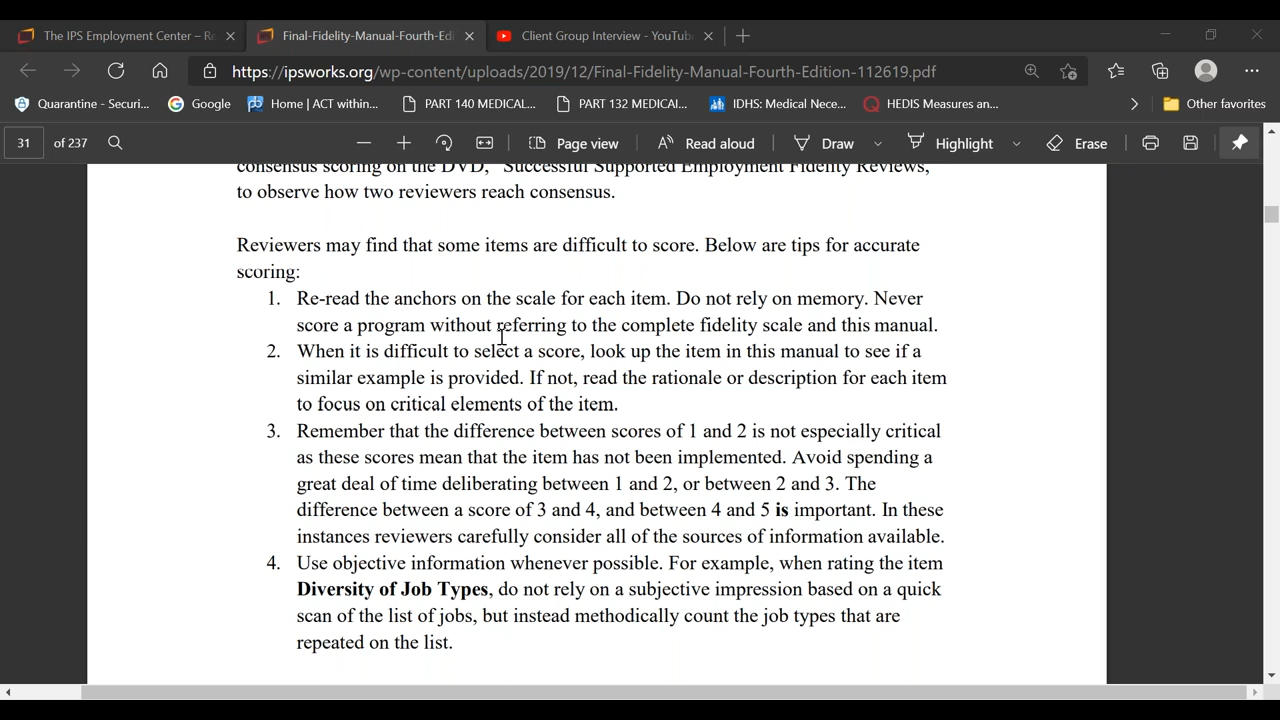 The IPS Employment Center – Re
Final-Fidelity-Manual-Fourth-Edi
Client Group Interview - YouTub
https://ipsworks.org/wp-content/uploads/2019/12/Final-Fidelity-Manual-Fourth-Edition-112619.pdf
Quarantine - Securi... Google Home | ACT within... PART 140 MEDICAL... PART 132 MEDICAL... IDHS: Medical Nece... HEDIS Measures an... Other favorites
31 of 237 Page view Read aloud Draw Highlight Erase
consensus scoring on the DVD, "Successful Supported Employment Fidelity Reviews,
to observe how two reviewers reach consensus.
Reviewers may find that some items are difficult to score. Below are tips for accurate
scoring:
1. Re-read the anchors on the scale for each item. Do not rely on memory. Never
score a program without referring to the complete fidelity scale and this manual.
2. When it is difficult to select a score, look up the item in this manual to see if a
similar example is provided. If not, read the rationale or description for each item
to focus on critical elements of the item.
3. Remember that the difference between scores of 1 and 2 is not especially critical
as these scores mean that the item has not been implemented. Avoid spending a
great deal of time deliberating between 1 and 2, or between 2 and 3. The
difference between a score of 3 and 4, and between 4 and 5 is important. In these
instances reviewers carefully consider all of the sources of information available.
4. Use objective information whenever possible. For example, when rating the item
Diversity of Job Types, do not rely on a subjective impression based on a quick
scan of the list of jobs, but instead methodically count the job types that are
repeated on the list.